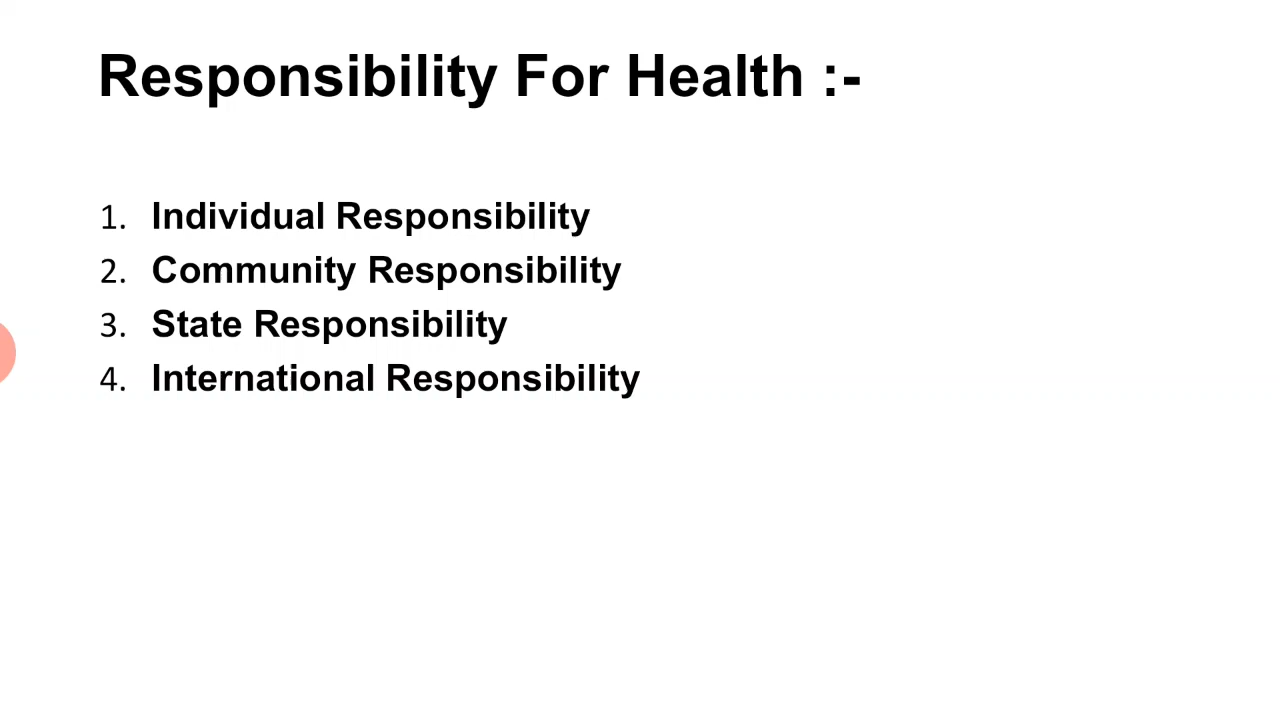 Responsibility For Health :-
1. Individual Responsibility
2. Community Responsibility
3. State Responsibility
4. International Responsibility